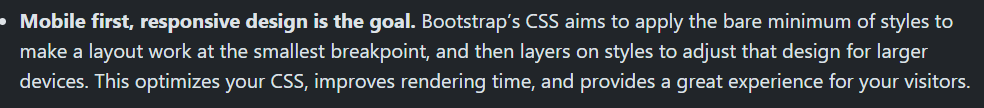 • Mobile first, responsive design is the goal. Bootstrap’s CSS aims to apply the bare minimum of styles to
make a layout work at the smallest breakpoint, and then layers on styles to adjust that design for larger
devices. This optimizes your CSS, improves rendering time, and provides a great experience for your visitors.